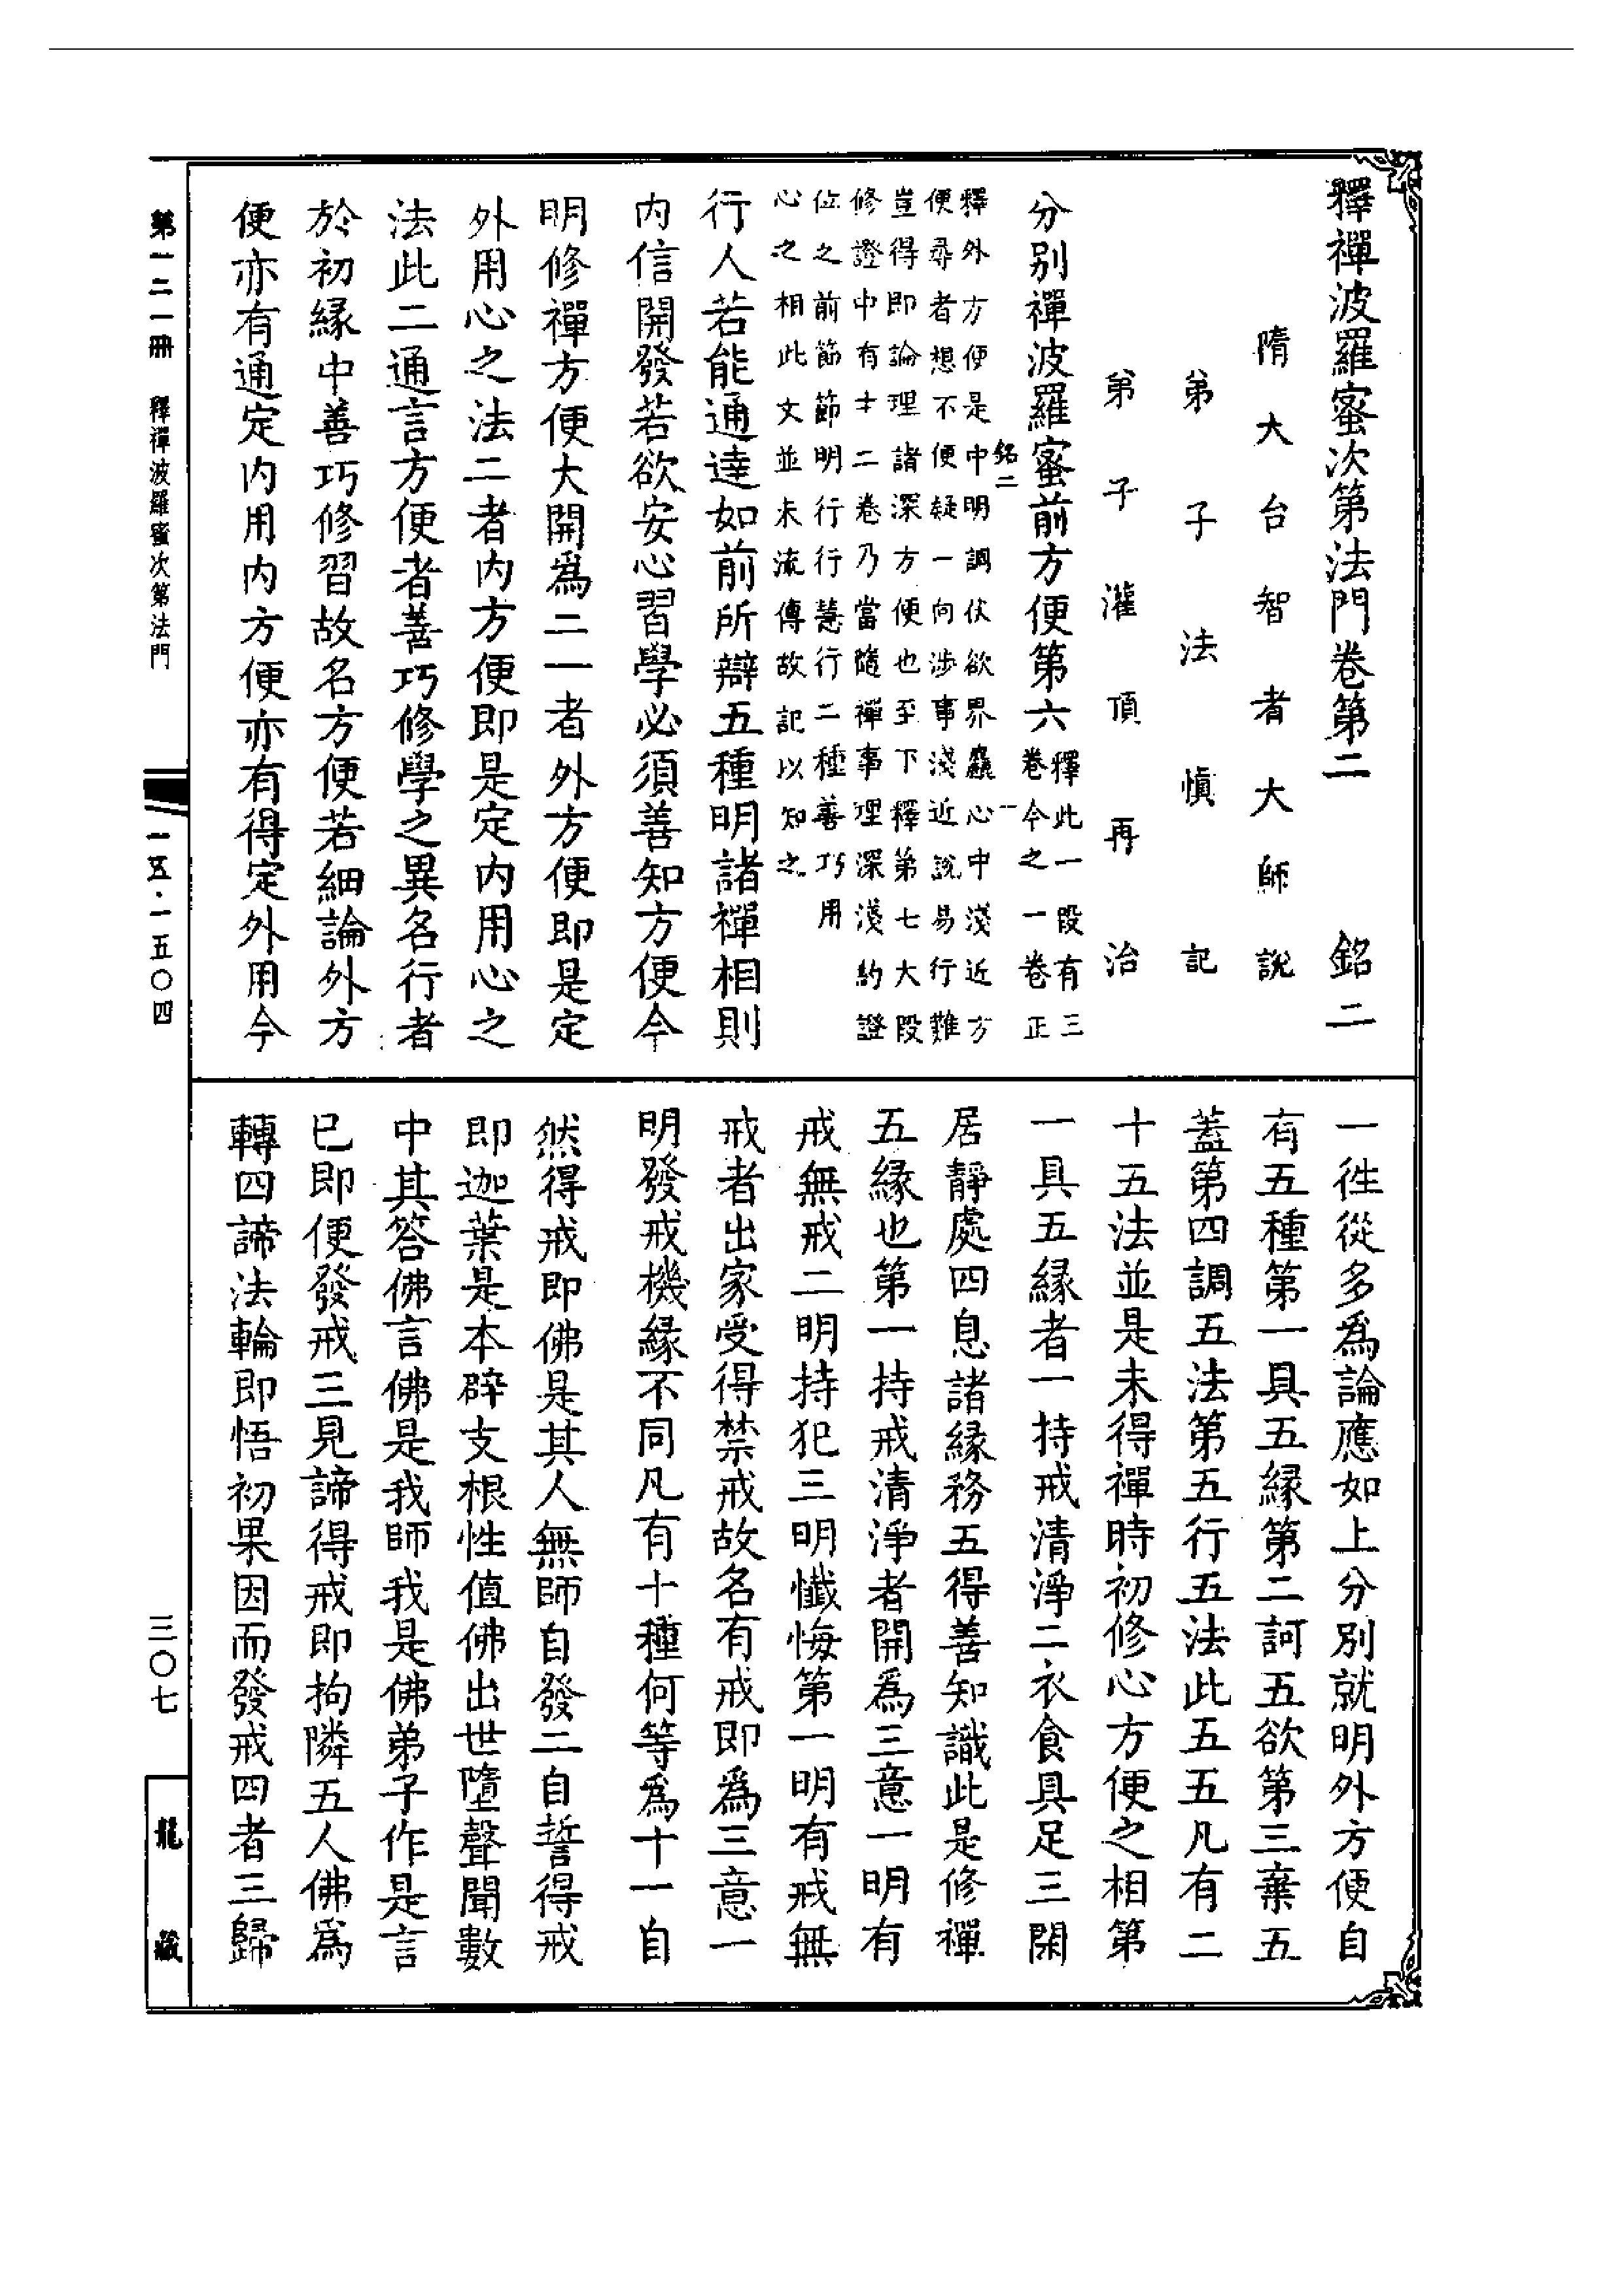 釋禪波羅蜜次第法門卷第二 銘二
隋大台智者大師說
弟子法愼記
弟子灌頂再治
分別禪波羅蜜前方便第六 釋此一段有三
卷今之一卷正
銘二
釋外方便是中明調伏欲界麤心中淺近方
便尋者想不便疑一向涉事淺近說易行難
豈得即論理諸深方便也至下釋第七大段
修證中有士二卷乃當隨禪事理深淺約證
位之前節節明行行慧行二種善巧用
心之相此文並未流傳故記以知之
行人若能通達如前所辯五種明諸禪相則
內信開發若欲安心習學必須善知方便今
明修禪方便大開爲二一者外方便即是定
外用心之法二者內方便即是定內用心之
法此二通言方便者善巧修學之異名行者
於初緣中善巧修習故名方便若細論外方
便亦有通定內用內方便亦有得定外用今
一往從多爲論應如上分別就明外方便自
有五種第一具五緣第二訶五欲第三棄五
蓋第四調五法第五行五法此五五凡有二
十五法並是未得禪時初修心方便之相第
一具五緣者一持戒清淨二衣食具足三閑
居靜處四息諸緣務五得善知識此是修禪
五緣也第一持戒清淨者開爲三意一明有
戒無戒二明持犯三明懺悔第一明有戒無
戒者出家受得禁戒故名有戒即爲三意一
明發戒機緣不同凡有十種何等爲十一自
然得戒即佛是其人無師自發二自誓得戒
即迦葉是本辟支根性值佛出世墮聲聞數
中其答佛言佛是我師我是佛弟子作是言
已即便發戒三見諦得戒即拘隣五人佛爲
轉四諦法輪即悟初果因而發戒四者三歸
第一二一冊 釋禪波羅蜜次第法門
一五·一五〇四
三〇七
龍藏